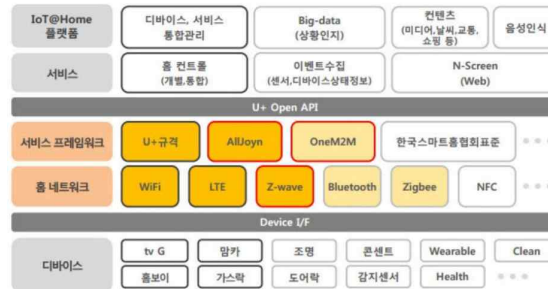 IoT@Home
플랫폼
디바이스, 서비스
통합관리
Big-data
(상황인지)
컨텐츠
(미디어,날씨,교통,
쇼핑 등)
음성인식
서비스
홈 컨트롤
(개별,통합)
이벤트수집
(센서,디바이스상태정보)
N-Screen
(Web)
U+ Open API
서비스 프레임워크
U+규격
AllJoyn
OneM2M
한국스마트홈협회표준
홈 네트워크
WiFi
LTE
Z-wave
Bluetooth
Zigbee
NFC
Device I/F
디바이스
tv G
맘카
조명
콘센트
Wearable
Clean
홈보이
가스락
도어락
감지센서
Health